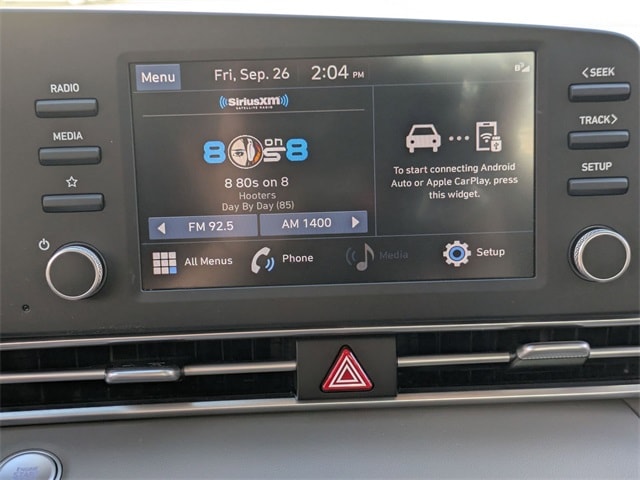 RADIO
MEDIA
Menu
Fri, Sep. 26
2:04 PM
((SiriusXM))
SATELLITE RADIO
80s on 8
8 80s on 8
Hooters
Day By Day (85)
FM 92.5
AM 1400
To start connecting Android
Auto or Apple CarPlay, press
this widget.
All Menus
Phone
Media
Setup
<SEEK
TRACK>
SETUP
ENGINE